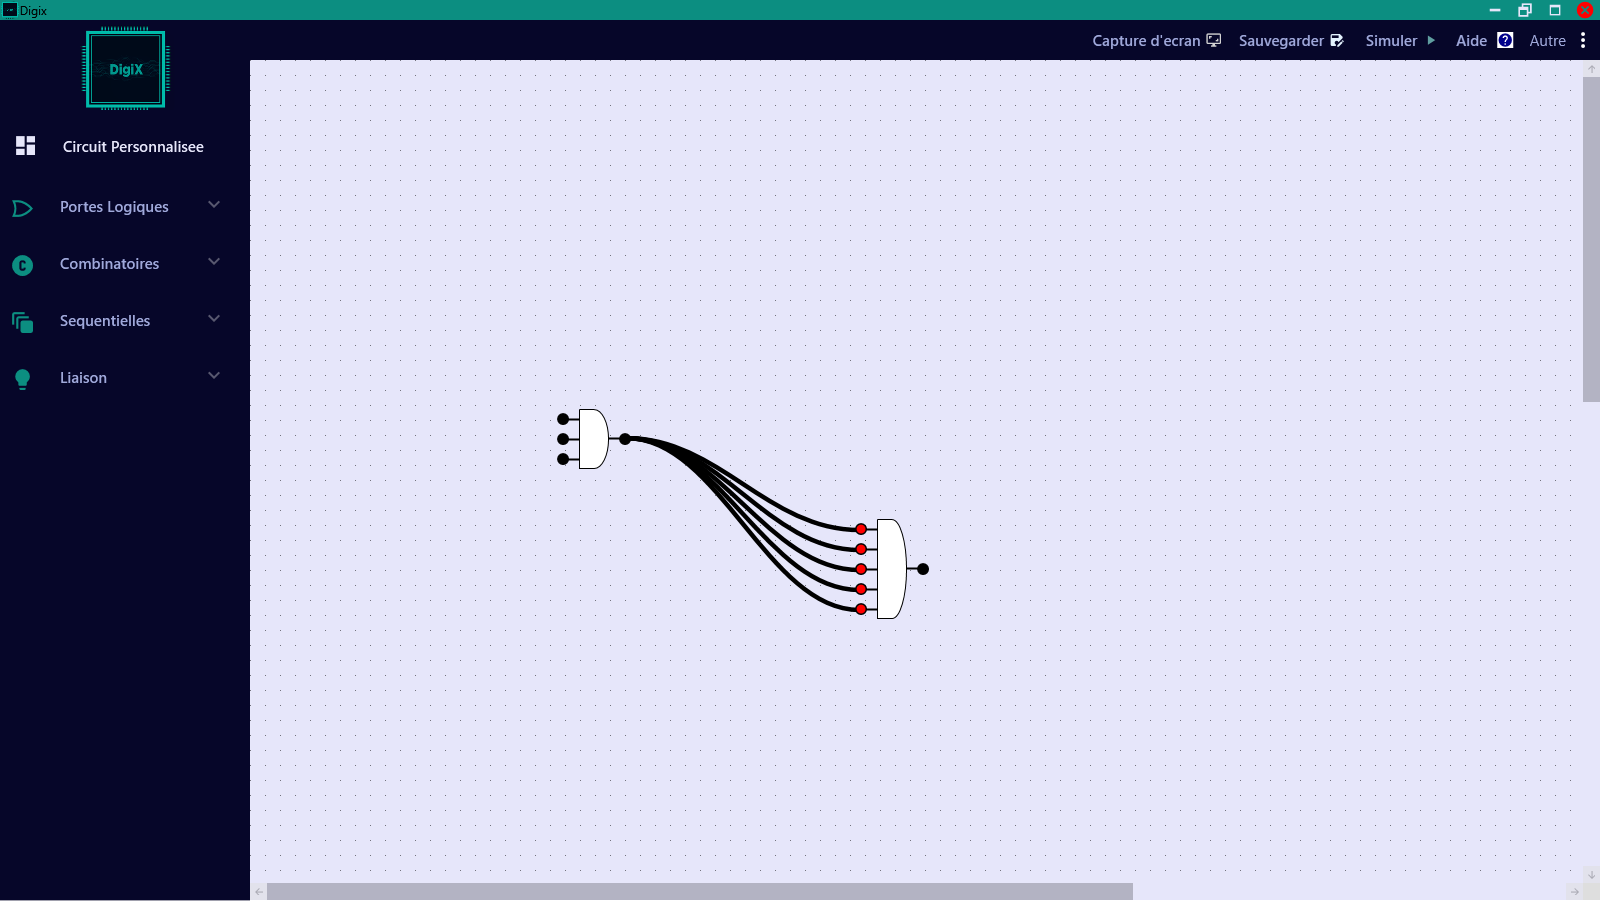 Digix
Capture d'ecran Sauvegarder Simuler Aide ? Autre
DigiX
Circuit Personnalisee
Portes Logiques
C Combinatoires
Sequentielles
Liaison